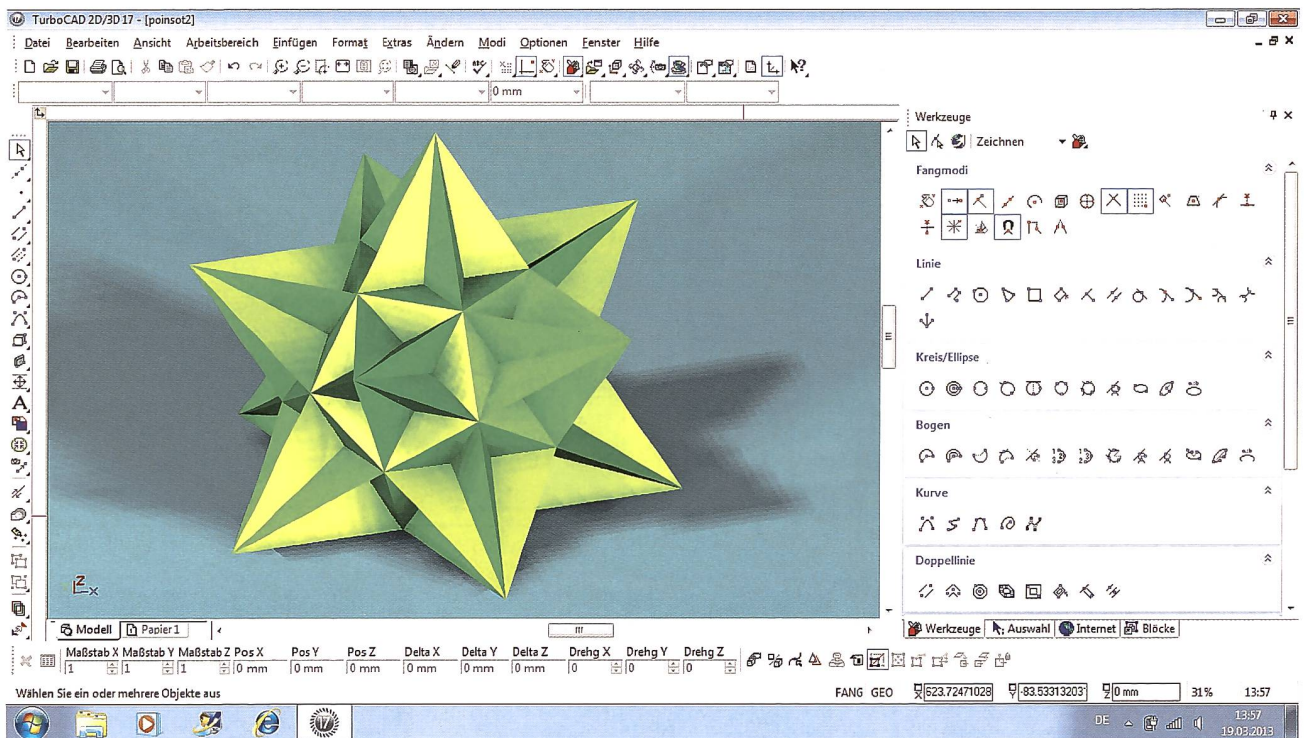 TurboCAD 2D/3D 17 - [poinsot2]
Datei Bearbeiten Ansicht Arbeitsbereich Einfügen Format Extras Ändern Modi Optionen Fenster Hilfe
0 mm
Werkzeuge
Zeichnen
Fangmodi
Linie
Kreis/Ellipse
Bogen
Kurve
Doppellinie
Z
X
Modell Papier 1
Werkzeuge Auswahl Internet Blöcke
Maßstab X Maßstab Y Maßstab Z Pos X Pos Y Pos Z Delta X Delta Y Delta Z Drehg X Drehg Y Drehg Z
1 1 1 0 mm 0 mm 0 mm 0 mm 0 mm 0 mm 0 0 0
Wählen Sie ein oder mehrere Objekte aus
FANG GEO X 623.72471028 Y -83.53313203 Z 0 mm 31% 13:57
17
DE
13:57
19.03.2013